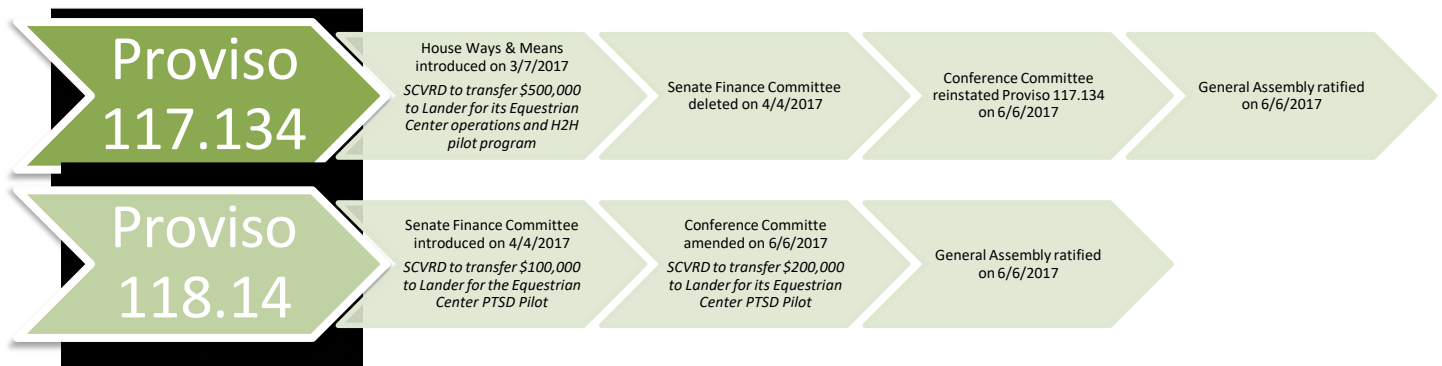 Proviso
117.134
House Ways & Means
introduced on 3/7/2017
SCVRD to transfer $500,000
to Lander for its Equestrian
Center operations and H2H
pilot program
Senate Finance Committee
deleted on 4/4/2017
Conference Committee
reinstated Proviso 117.134
on 6/6/2017
General Assembly ratified
on 6/6/2017
Proviso
118.14
Senate Finance Committee
introduced on 4/4/2017
SCVRD to transfer $100,000
to Lander for the Equestrian
Center PTSD Pilot
Conference Committe
amended on 6/6/2017
SCVRD to transfer $200,000
to Lander for its Equestrian
Center PTSD Pilot
General Assembly ratified
on 6/6/2017